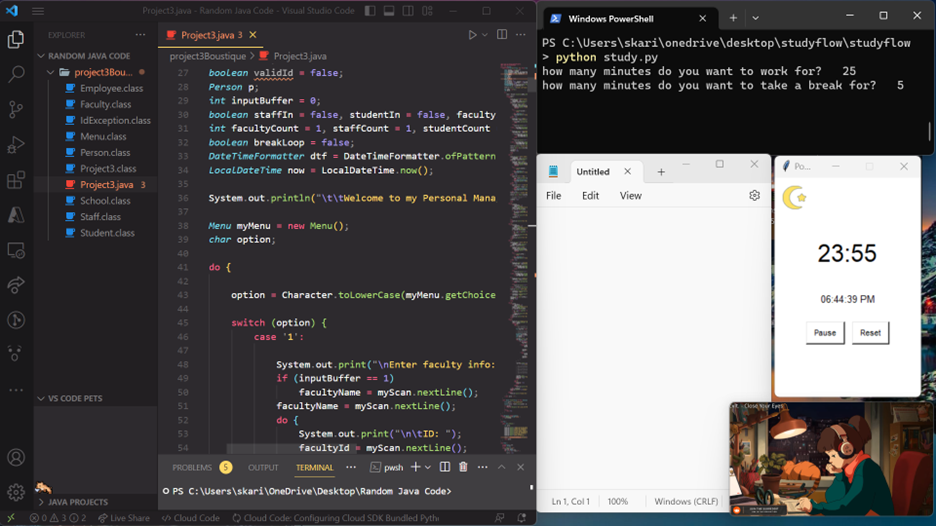 Project3.java - Random Java Code - Visual Studio Code
EXPLORER
RANDOM JAVA CODE
project3Bou...
Employee.class
Faculty.class
IdException.class
Menu.class
Person.class
Project3.class
Project3.java 3
School.class
Staff.class
Student.class
VS CODE PETS
JAVA PROJECTS
Project3.java 3
project3Boustique > Project3.java
27 boolean validId = false;
28 Person p;
29 int inputBuffer = 0;
30 boolean staffIn = false, studentIn = false, faculty
31 int facultyCount = 1, staffCount = 1, studentCount
32 boolean breakLoop = false;
33 DateTimeFormatter dtf = DateTimeFormatter.ofPattern
34 LocalDateTime now = LocalDateTime.now();
35
36 System.out.println("\t\tWelcome to my Personal Mana
37
38 Menu myMenu = new Menu();
39 char option;
40
41 do {
42
43 option = Character.toLowerCase(myMenu.getChoice
44
45 switch (option) {
46 case '1':
47
48 System.out.print("\nEnter faculty info:
49 if (inputBuffer == 1)
50 facultyName = myScan.nextLine();
51 facultyName = myScan.nextLine();
52 do {
53 System.out.print("\n\tID: ");
54 facultyId = myScan.nextLine();
PROBLEMS 5 OUTPUT TERMINAL ... pwsh
PS C:\Users\skari\OneDrive\Desktop\Random Java Code>
0 3 2 Live Share Cloud Code Cloud Code: Configuring Cloud SDK Bundled Pyth
Windows PowerShell
PS C:\Users\skari\onedrive\desktop\studyflow\studyflow
> python study.py
how many minutes do you want to work for? 25
how many minutes do you want to take a break for? 5
Untitled
File Edit View
Ln 1, Col 1 100% Windows (CRLF)
Po...
23:55
06:44:39 PM
Pause Reset
Close Your Eyes